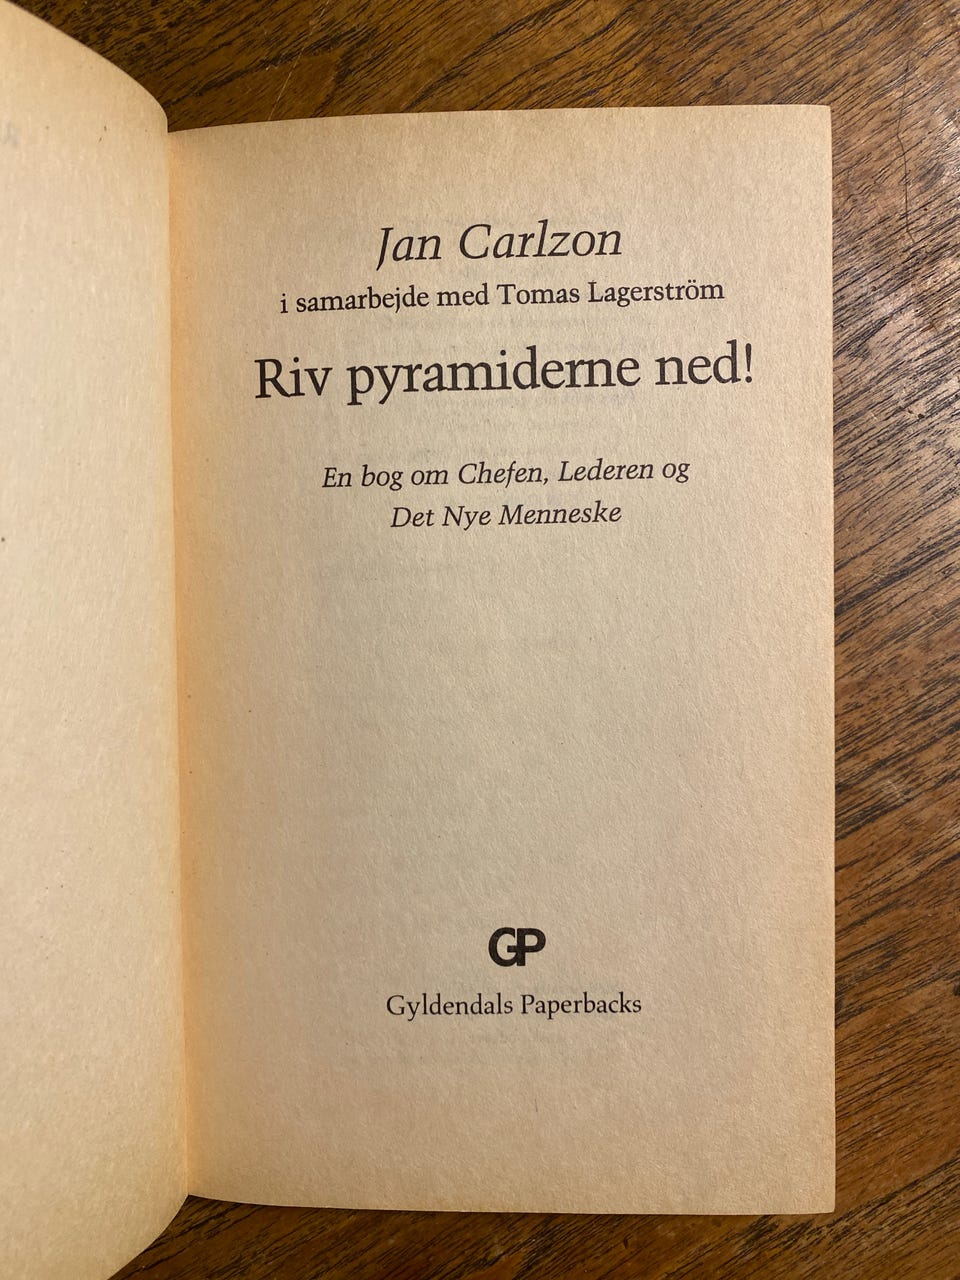 Jan Carlzon
i samarbejde med Tomas Lagerström
Riv pyramiderne ned!
En bog om Chefen, Lederen og
Det Nye Menneske
GP
Gyldendals Paperbacks